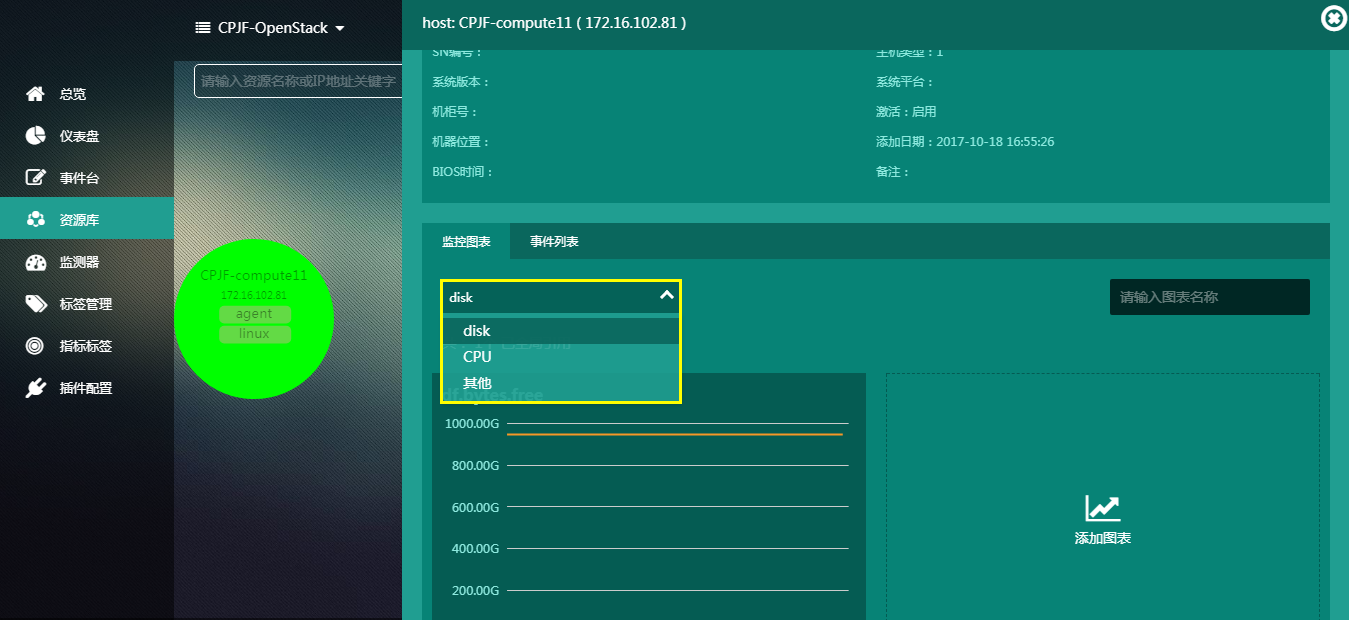 CPJF-OpenStack
host: CPJF-compute11 ( 172.16.102.81 )
请输入资源名称或IP地址关键字
总览
仪表盘
事件台
资源库
监测器
标签管理
指标标签
插件配置
CPJF-compute11
172.16.102.81
agent
linux
SN编号：
主机类型：1
系统版本：
系统平台：
机柜号：
激活：启用
机器位置：
添加日期：2017-10-18 16:55:26
BIOS时间：
备注：
监控图表
事件列表
disk
请输入图表名称
disk
CPU
其他
df.bytes.free
1000.00G
800.00G
600.00G
400.00G
200.00G
添加图表